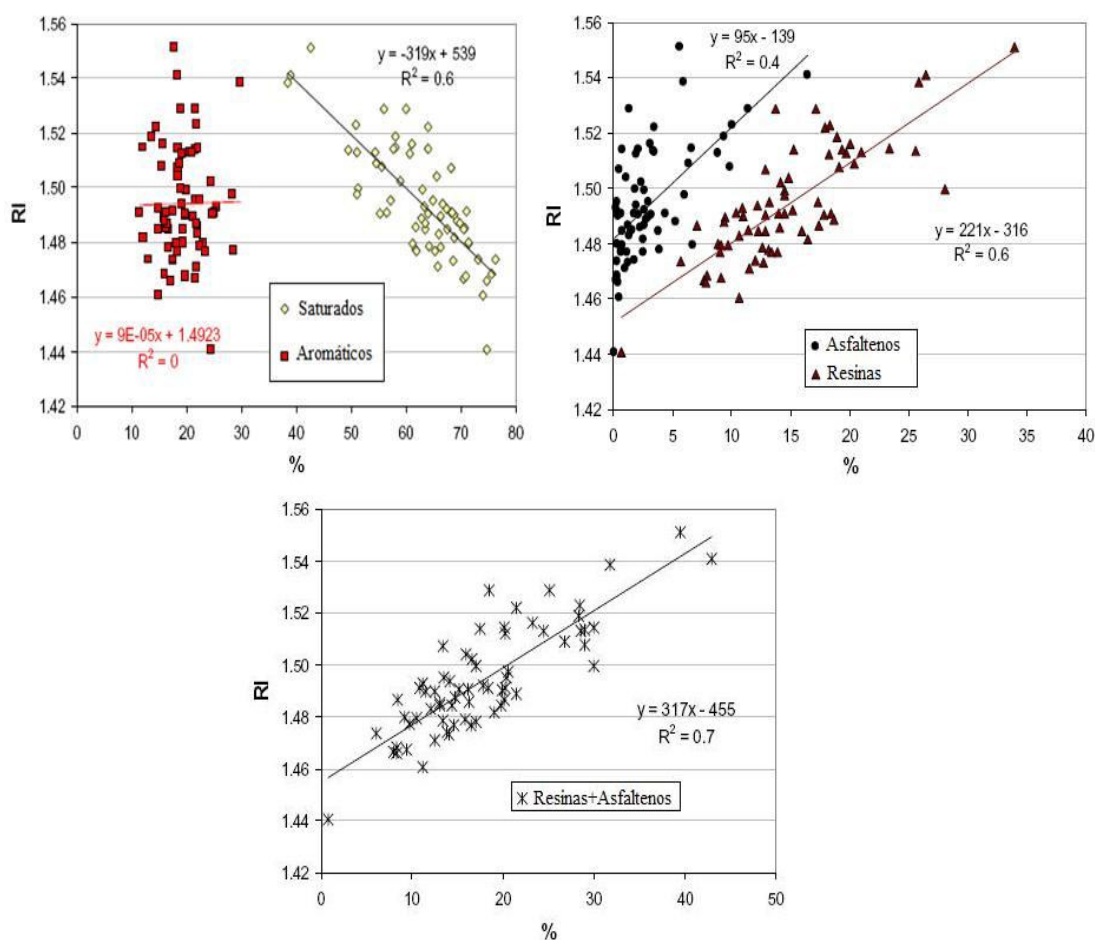 1.56
1.54
1.52
1.50
1.48
1.46
1.44
1.42
RI
0 10 20 30 40 50 60 70 80
%
y = -319x + 539
R² = 0.6
y = 9E-05x + 1.4923
R² = 0
Saturados
Aromáticos
1.56
1.54
1.52
1.50
1.48
1.46
1.44
1.42
RI
0 5 10 15 20 25 30 35 40
%
y = 95x - 139
R² = 0.4
y = 221x - 316
R² = 0.6
Asfaltenos
Resinas
1.56
1.54
1.52
1.50
1.48
1.46
1.44
1.42
RI
0 10 20 30 40 50
%
y = 317x - 455
R² = 0.7
Resinas+Asfaltenos